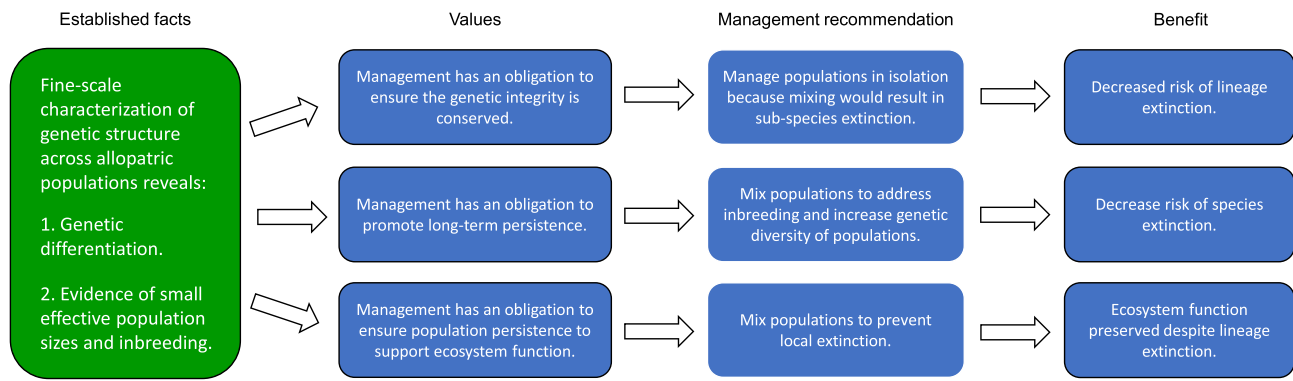 Established facts
Values
Management recommendation
Benefit
Fine-scale
characterization of
genetic structure
across allopatric
populations reveals:
1. Genetic
differentiation.
2. Evidence of small
effective population
sizes and inbreeding.
Management has an obligation to
ensure the genetic integrity is
conserved.
Manage populations in isolation
because mixing would result in
sub-species extinction.
Decreased risk of lineage
extinction.
Management has an obligation to
promote long-term persistence.
Mix populations to address
inbreeding and increase genetic
diversity of populations.
Decrease risk of species
extinction.
Management has an obligation to
ensure population persistence to
support ecosystem function.
Mix populations to prevent
local extinction.
Ecosystem function
preserved despite lineage
extinction.